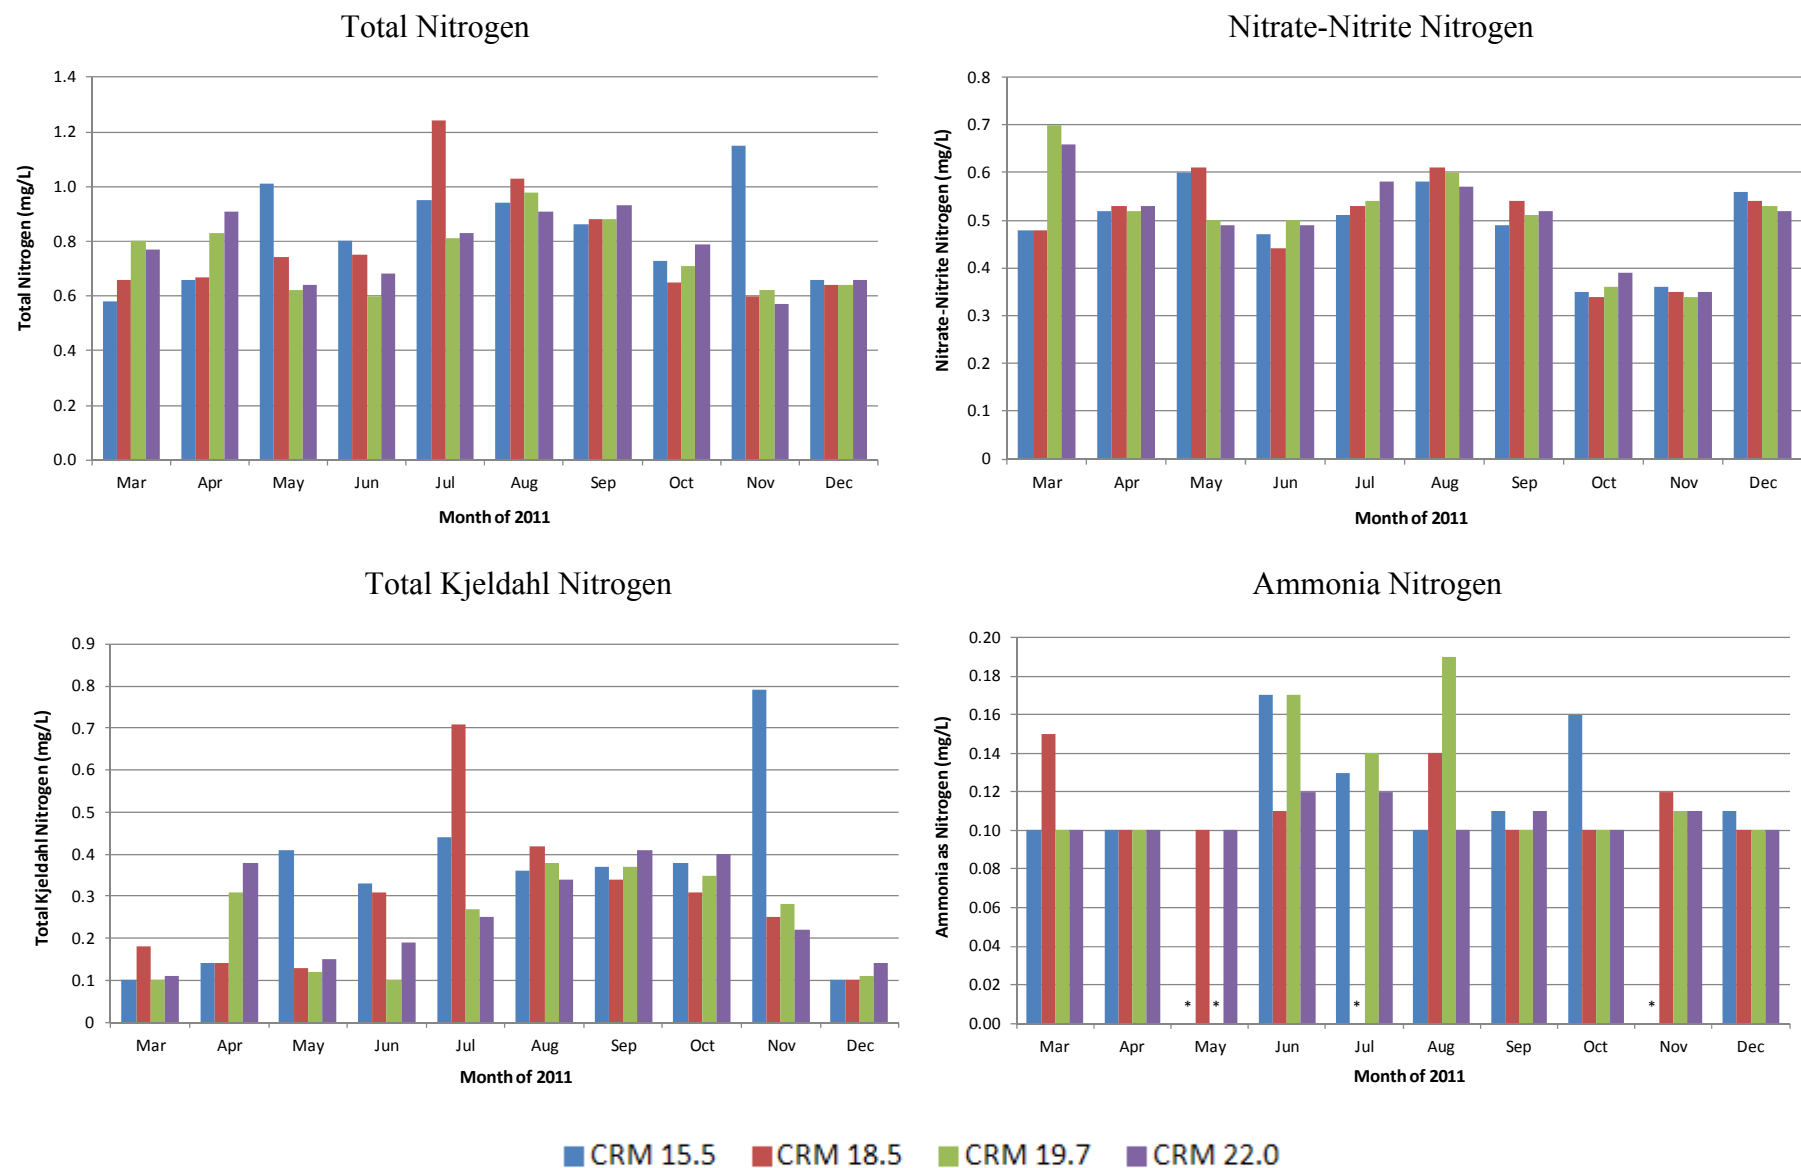 Total Nitrogen
Total Nitrogen (mg/L)
1.4
1.2
1.0
0.8
0.6
0.4
0.2
0.0
Mar Apr May Jun Jul Aug Sep Oct Nov Dec
Month of 2011
Nitrate-Nitrite Nitrogen
Nitrate-Nitrite Nitrogen (mg/L)
0.8
0.7
0.6
0.5
0.4
0.3
0.2
0.1
0
Mar Apr May Jun Jul Aug Sep Oct Nov Dec
Month of 2011
Total Kjeldahl Nitrogen
Total Kjeldahl Nitrogen (mg/L)
0.9
0.8
0.7
0.6
0.5
0.4
0.3
0.2
0.1
0
Mar Apr May Jun Jul Aug Sep Oct Nov Dec
Month of 2011
Ammonia Nitrogen
Ammonia as Nitrogen (mg/L)
0.20
0.18
0.16
0.14
0.12
0.10
0.08
0.06
0.04
0.02
0.00
* * * *
Mar Apr May Jun Jul Aug Sep Oct Nov Dec
Month of 2011
CRM 15.5 CRM 18.5 CRM 19.7 CRM 22.0